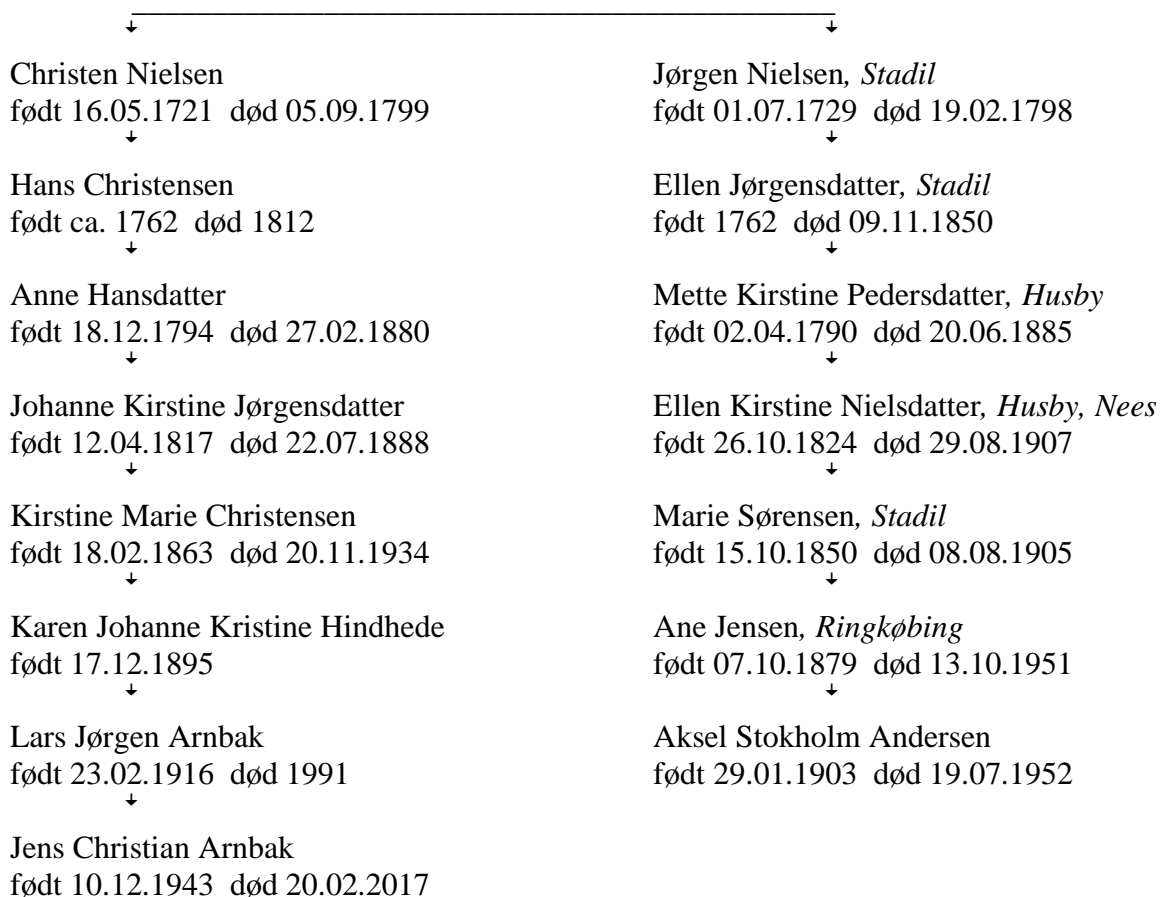 Christen Nielsen
født 16.05.1721 død 05.09.1799
Hans Christensen
født ca. 1762 død 1812
Anne Hansdatter
født 18.12.1794 død 27.02.1880
Johanne Kirstine Jørgensdatter
født 12.04.1817 død 22.07.1888
Kirstine Marie Christensen
født 18.02.1863 død 20.11.1934
Karen Johanne Kristine Hindhede
født 17.12.1895
Lars Jørgen Arnbak
født 23.02.1916 død 1991
Jens Christian Arnbak
født 10.12.1943 død 20.02.2017
Jørgen Nielsen, Stadil
født 01.07.1729 død 19.02.1798
Ellen Jørgensdatter, Stadil
født 1762 død 09.11.1850
Mette Kirstine Pedersdatter, Husby
født 02.04.1790 død 20.06.1885
Ellen Kirstine Nielsdatter, Husby, Nees
født 26.10.1824 død 29.08.1907
Marie Sørensen, Stadil
født 15.10.1850 død 08.08.1905
Ane Jensen, Ringkøbing
født 07.10.1879 død 13.10.1951
Aksel Stokholm Andersen
født 29.01.1903 død 19.07.1952